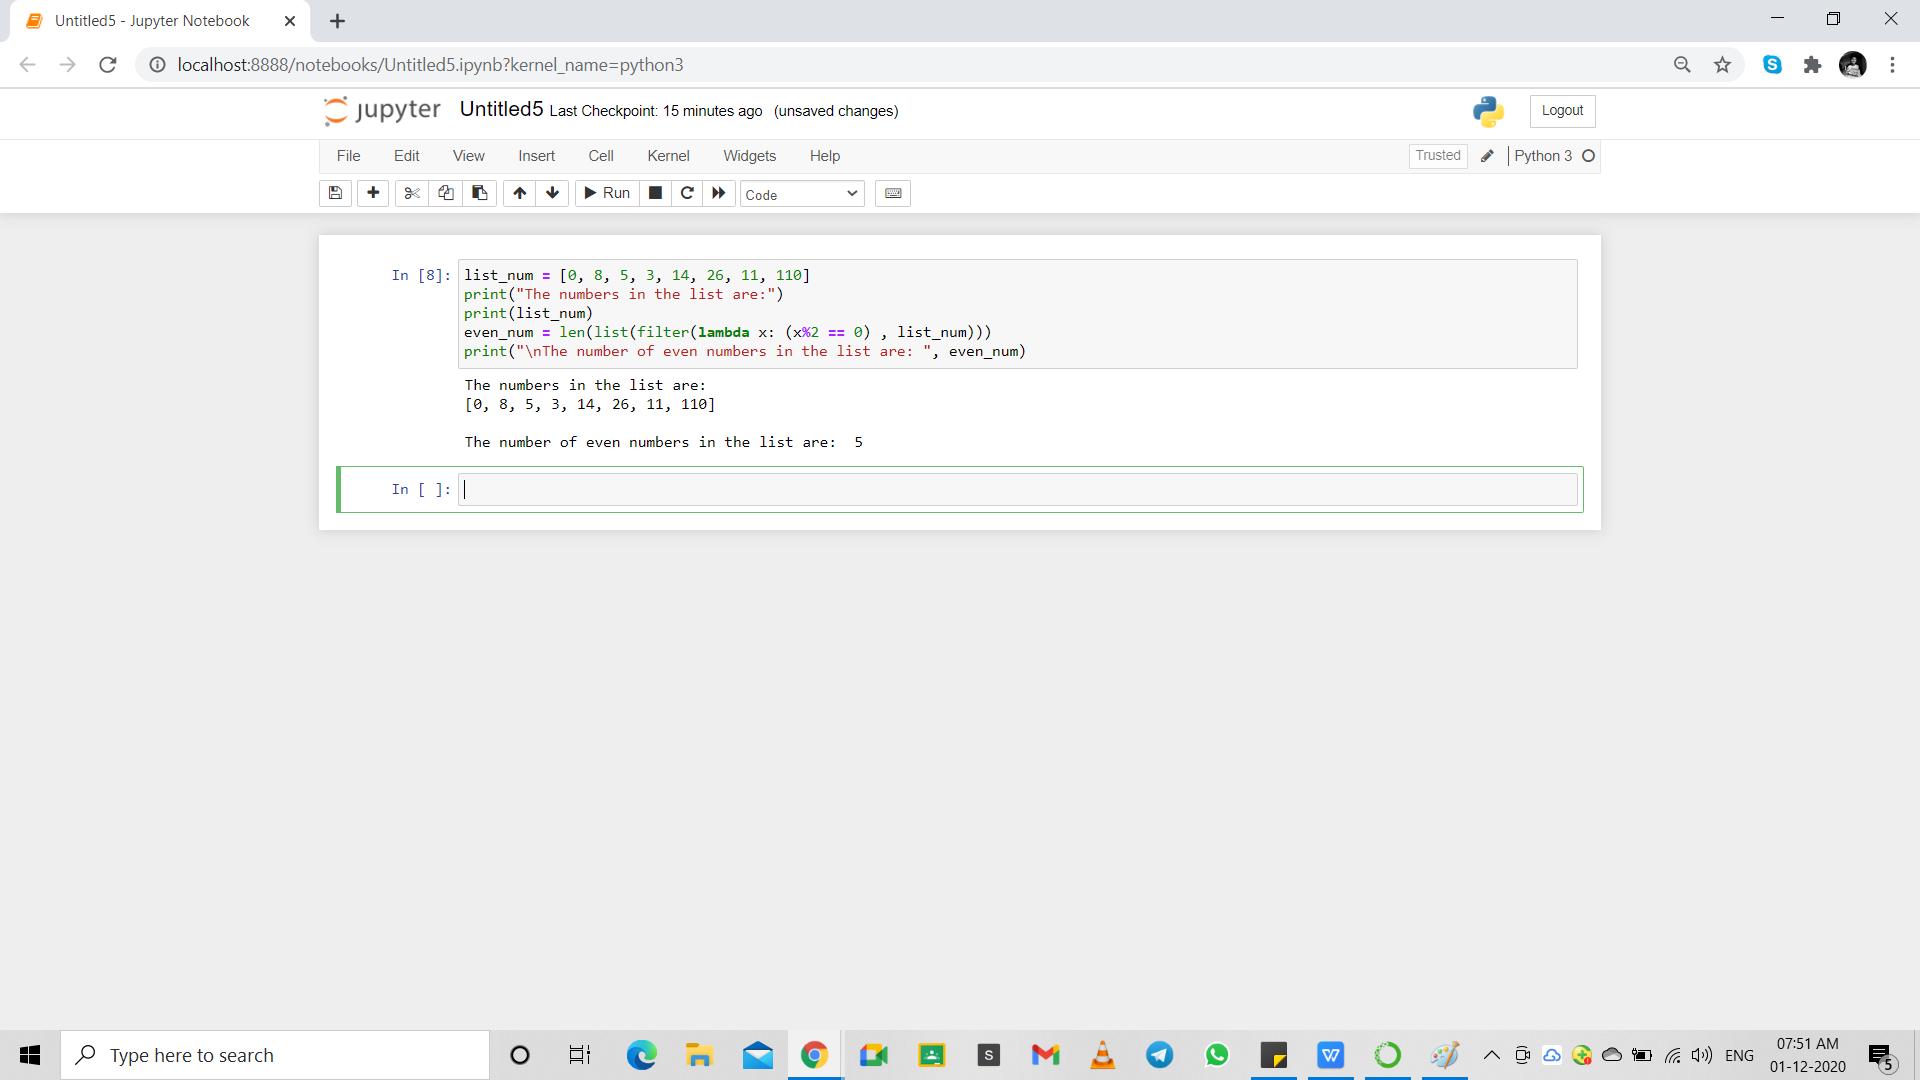 Untitled5 - Jupyter Notebook
localhost:8888/notebooks/Untitled5.ipynb?kernel_name=python3
S
jupyter Untitled5 Last Checkpoint: 15 minutes ago (unsaved changes)
Logout
File Edit View Insert Cell Kernel Widgets Help
Trusted Python 3
Run Code
In [8]: list_num = [0, 8, 5, 3, 14, 26, 11, 110]
print("The numbers in the list are:")
print(list_num)
even_num = len(list(filter(lambda x: (x%2 == 0) , list_num)))
print("\nThe number of even numbers in the list are: ", even_num)
The numbers in the list are:
[0, 8, 5, 3, 14, 26, 11, 110]
The number of even numbers in the list are:  5
In [ ]:
Type here to search
S
W
ENG
07:51 AM
01-12-2020
5